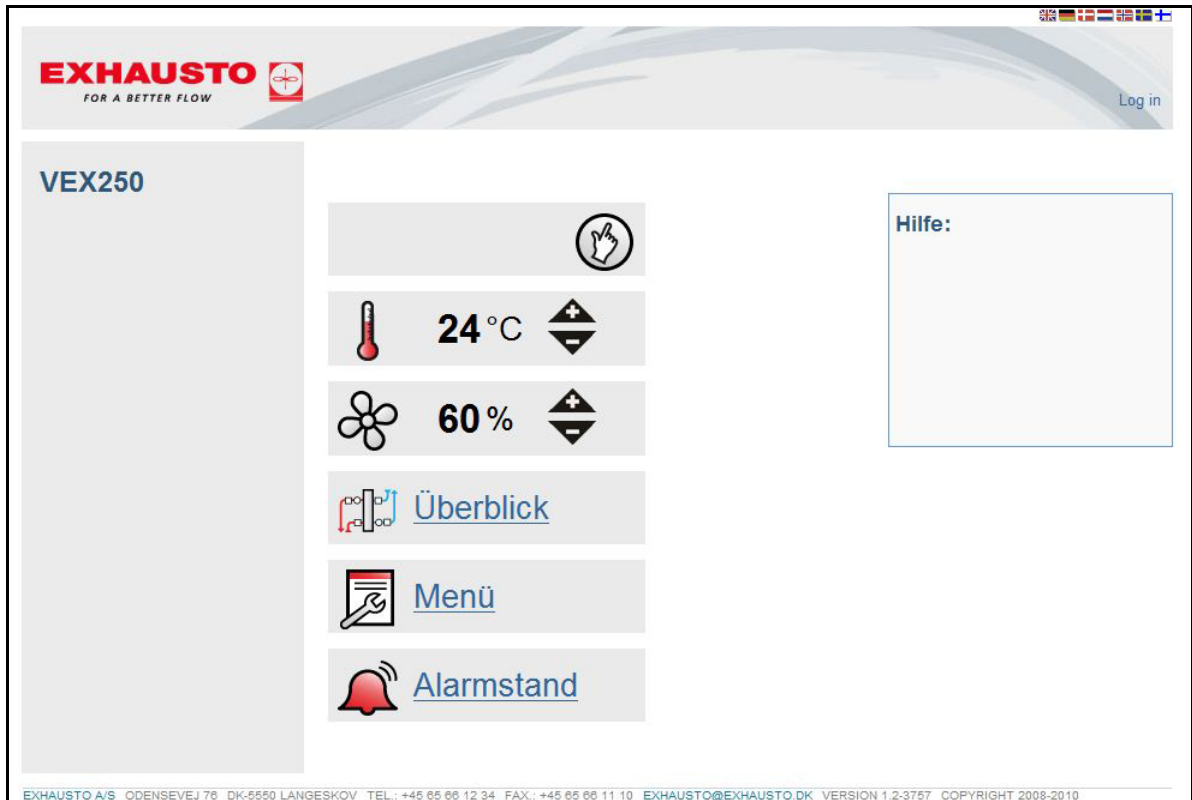 EXHAUSTO
FOR A BETTER FLOW
Log in
VEX250
Hilfe:
24 °C
60 %
Überblick
Menü
Alarmstand
EXHAUSTO A/S ODENSEVEJ 76 DK-5550 LANGESKOV TEL.: +45 65 66 12 34 FAX.: +45 65 66 11 10 EXHAUSTO@EXHAUSTO.DK VERSION 1.2-3757 COPYRIGHT 2008-2010